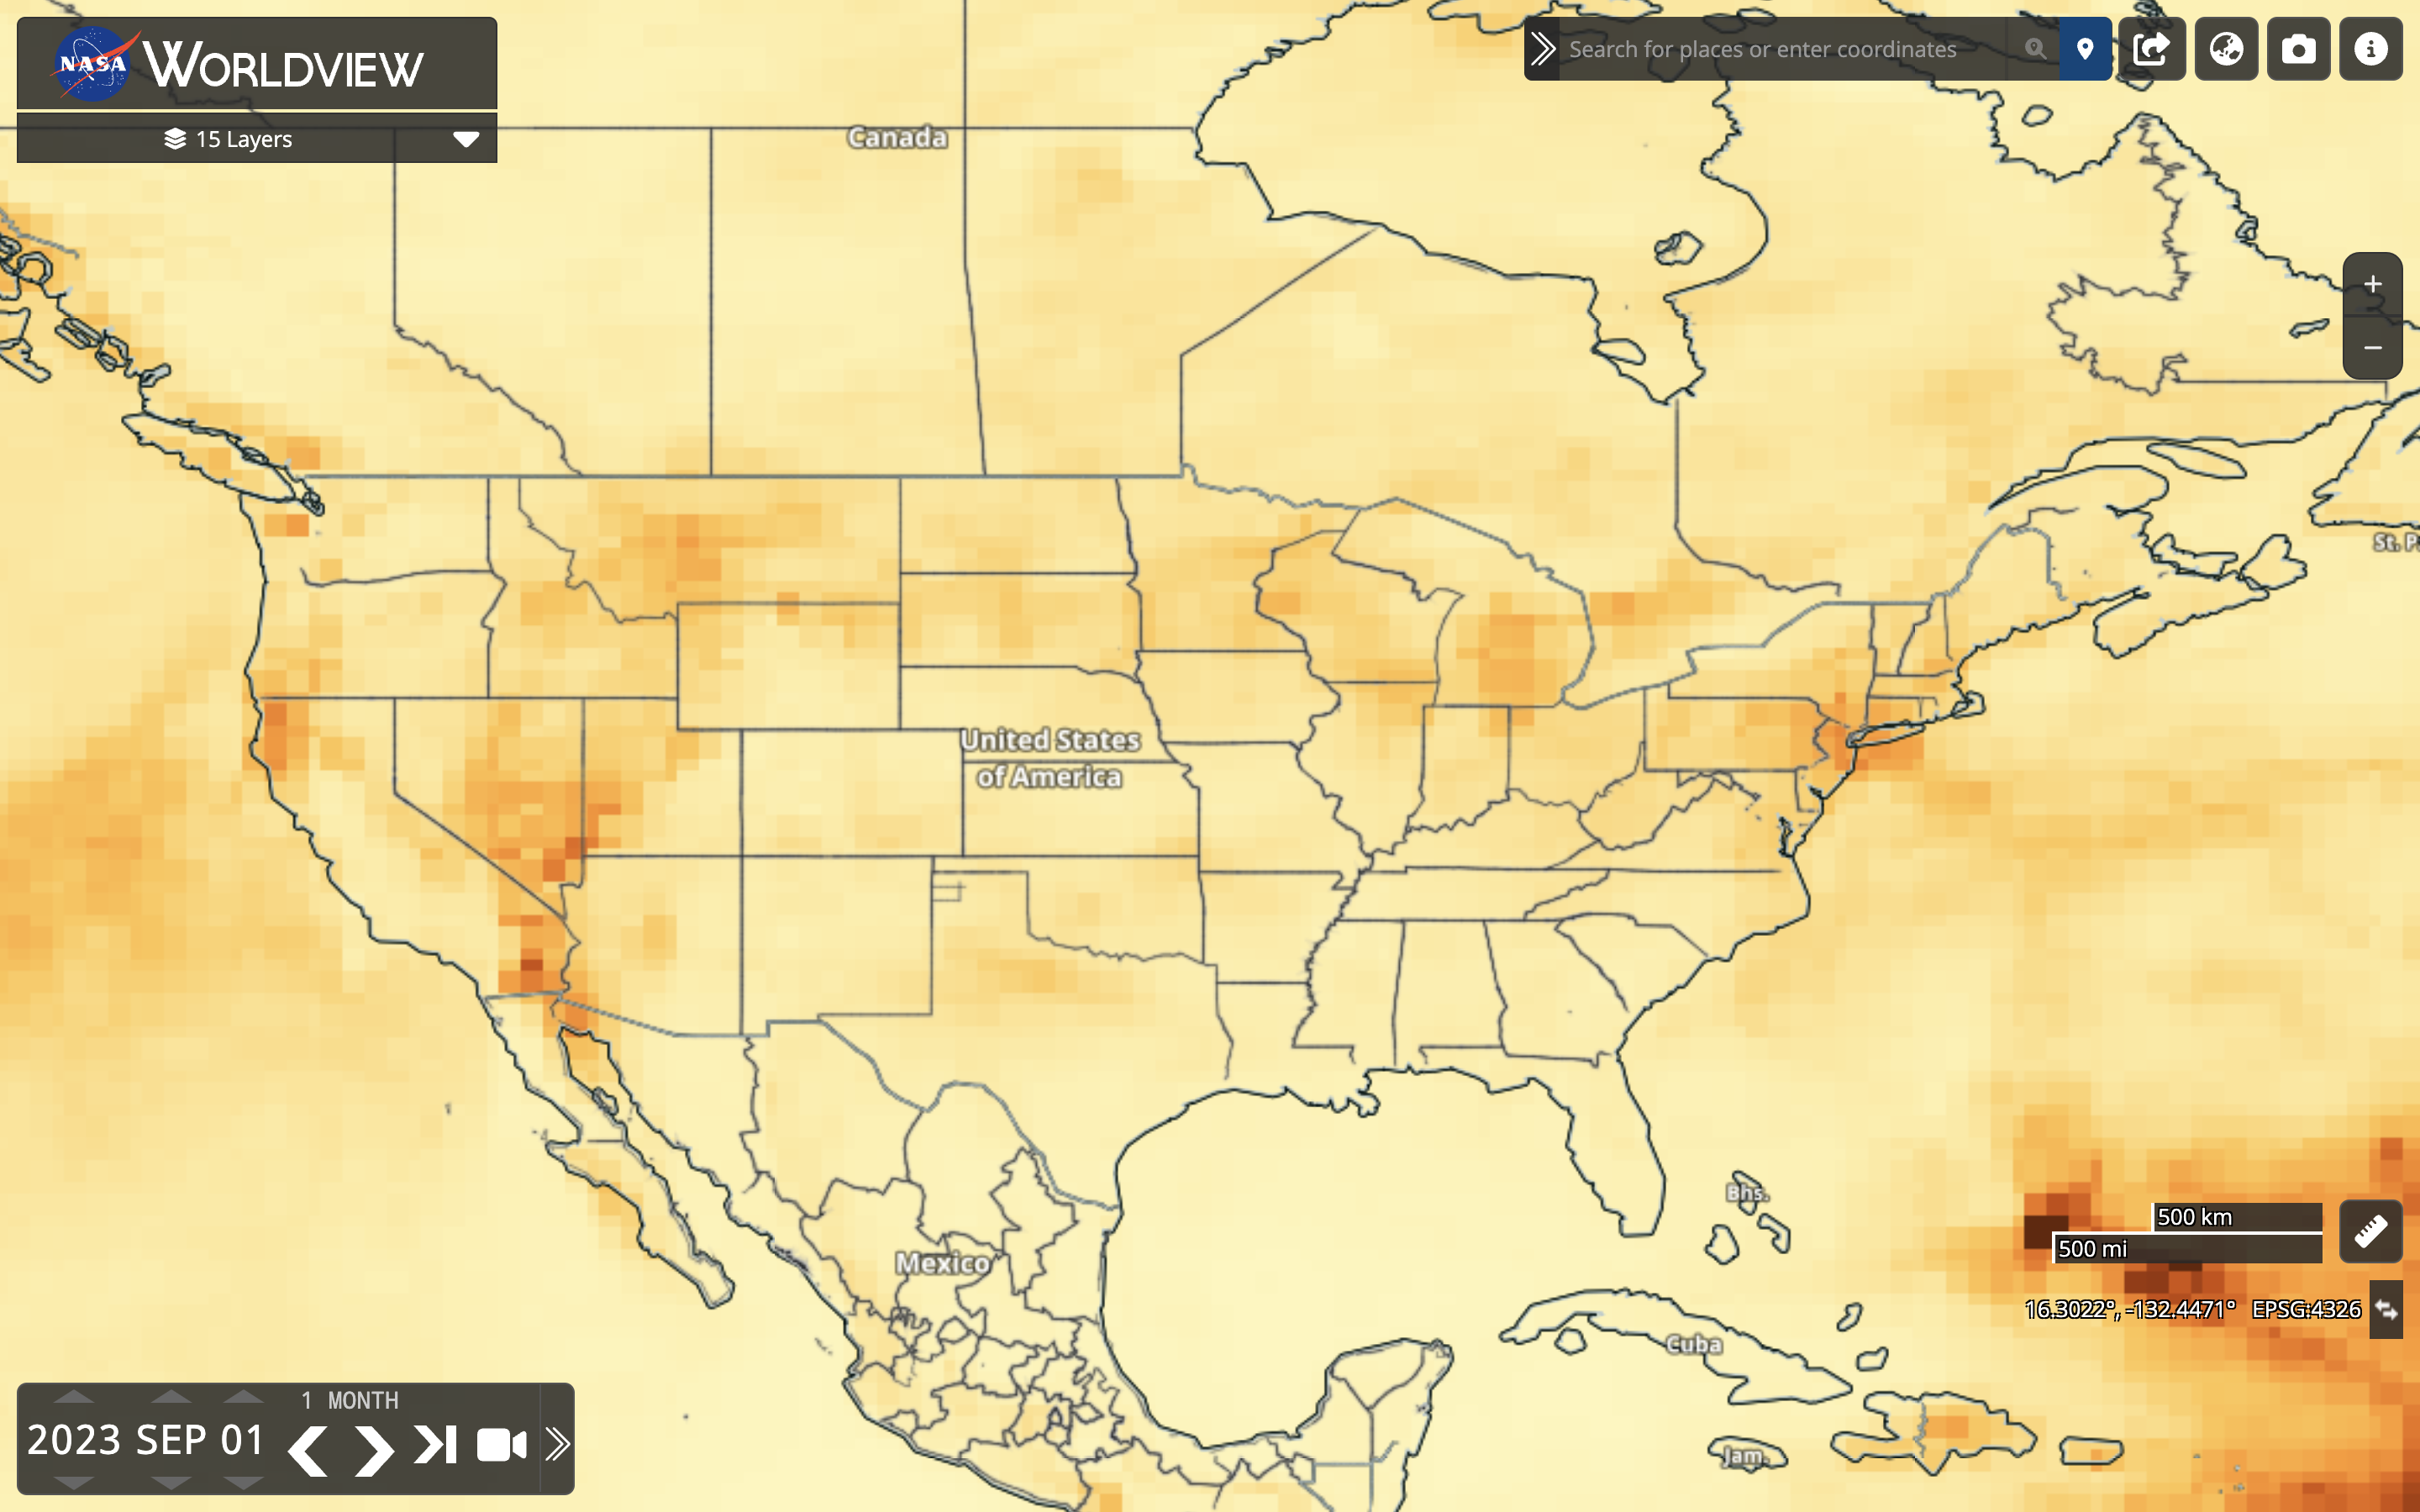 NASA WORLDVIEW
15 Layers
Search for places or enter coordinates
Canada
St. P
United States
of America
Bhs.
500 km
500 mi
Mexico
16.3022°, -132.4471° EPSG:4326
Cuba
Jam.
1 MONTH
2023 SEP 01